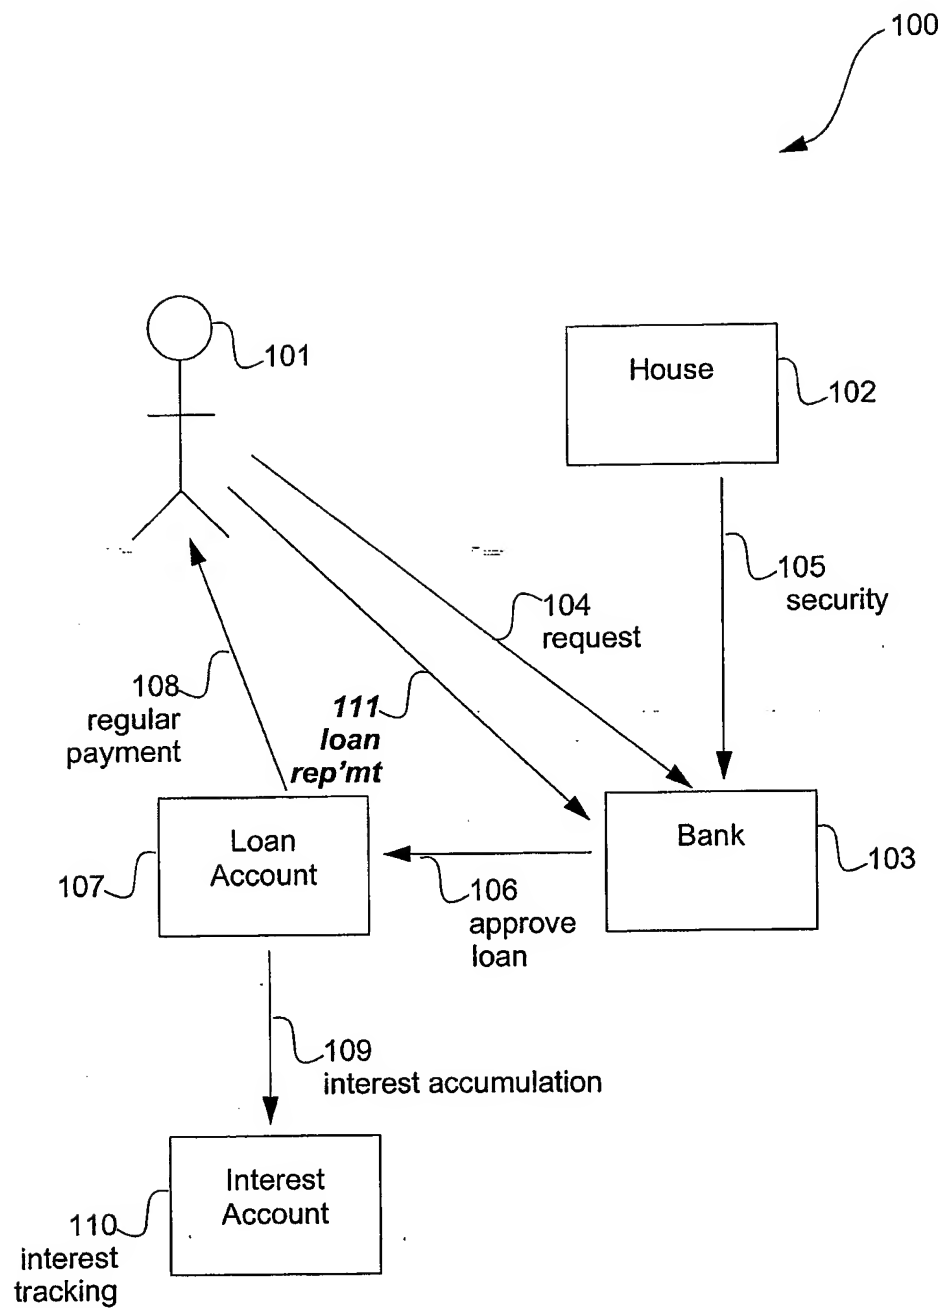 100
101
House
102
105
security
104
request
108
regular
payment
111
loan
rep'mt
Loan
Account
107
Bank
103
106
approve
loan
109
interest accumulation
Interest
Account
110
interest
tracking